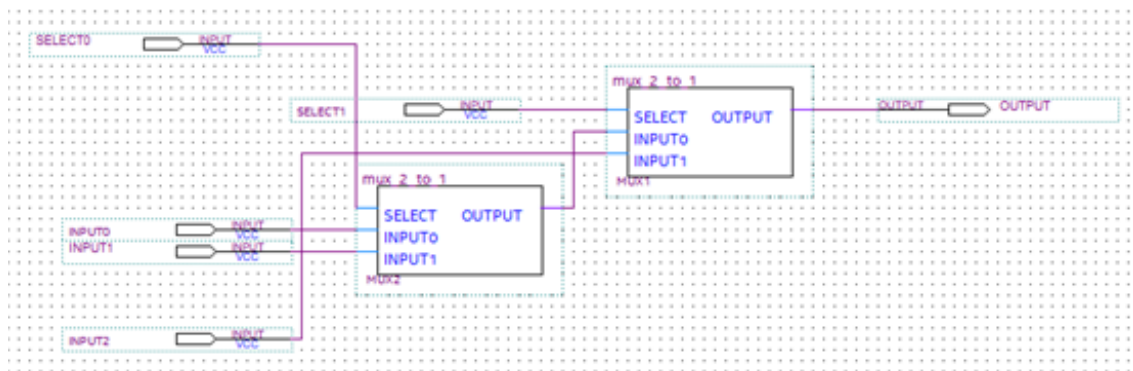 SELECT0 INPUT
VCC
mux 2 to 1
SELECT1 INPUT
VCC
SELECT OUTPUT
INPUT0
INPUT1
MUX1
OUTPUT OUTPUT
mux 2 to 1
SELECT OUTPUT
INPUT0
INPUT1
MUX2
INPUT0 INPUT
VCC
INPUT1 INPUT
VCC
INPUT2 INPUT
VCC